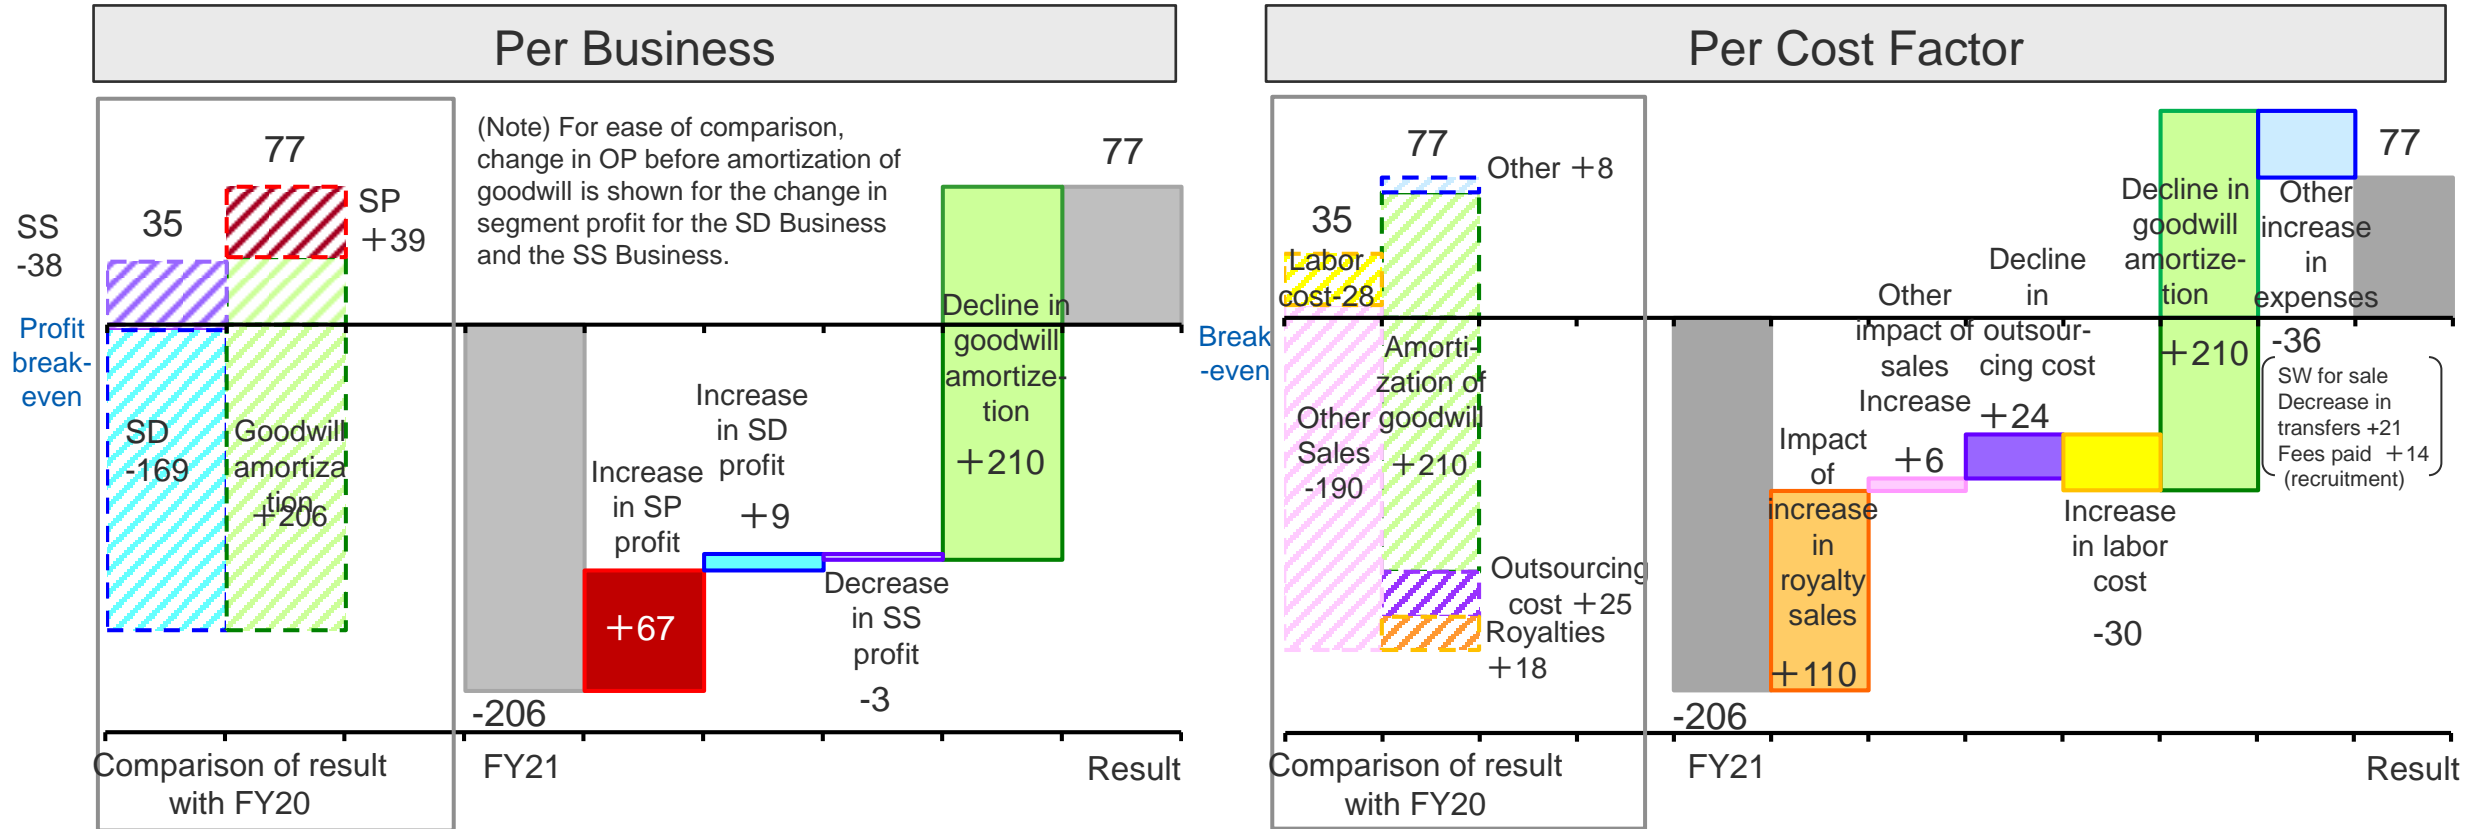 Per Business
77
35
SP
+39
SS
-38
(Note) For ease of comparison,
change in OP before amortization of
goodwill is shown for the change in
segment profit for the SD Business
and the SS Business.
77
Profit
break-
even
SD
-169
Goodwill
amortiza
tion
+206
-206
Increase
in SP
profit
+67
Increase
in SD
profit
+9
Decrease
in SS
profit
-3
Decline in
goodwill
amortize-
tion
+210
Comparison of result
with FY20
FY21
Result
Per Cost Factor
77
Other +8
35
Labor
cost-28
Break
-even
Other
Sales
-190
Amorti-
zation of
goodwill
+210
Outsourcing
cost +25
Royalties
+18
-206
Impact
of
increase
in
royalty
sales
+110
Other
impact of
sales
Increase
+6
Decline
in
outsour-
cing cost
+24
Increase
in labor
cost
-30
Decline in
goodwill
amortize-
tion
+210
Other
increase
in
expenses
-36
SW for sale
Decrease in
transfers +21
Fees paid +14
(recruitment)
77
Comparison of result
with FY20
FY21
Result